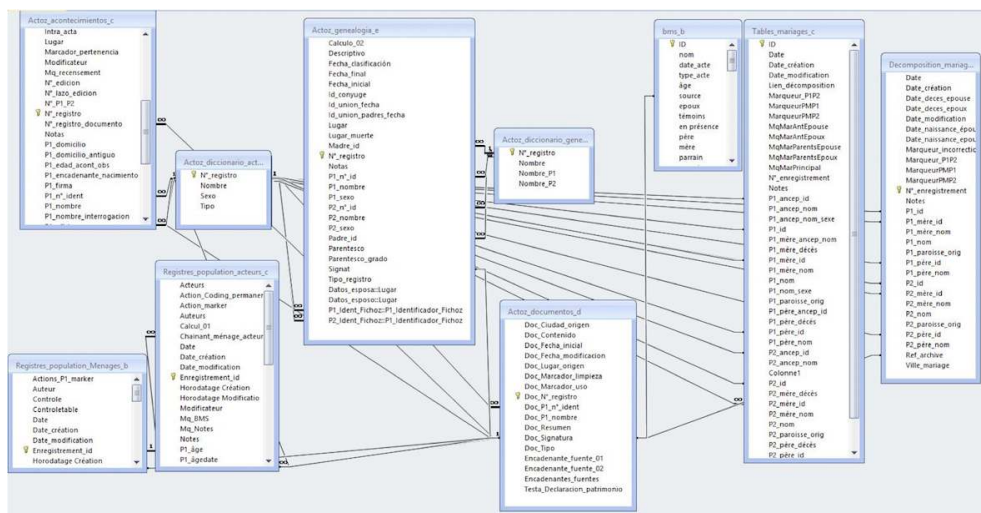 Actoz_acontecimientos_c
Intra_acta
Lugar
Marcador_pertenencia
Modificateur
Mq_recensement
N°_edicion
N°_lazo_edicion
N°_P1_P2
N°_registro
N°_registro_documento
Notas
P1_domicilio
P1_domicilio_antiguo
P1_edad_acont_obs
P1_encadenante_nacimiento
P1_firma
P1_n°_ident
P1_nombre
P1_nombre_interrogacion
Actoz_diccionario_act...
N°_registro
Nombre
Sexo
Tipo
Actoz_genealogia_e
Calculo_02
Descriptivo
Fecha_clasificación
Fecha_final
Fecha_inicial
Id_conyuge
Id_union_fecha
Id_union_padres_fecha
Lugar
Lugar_muerte
Madre_id
N°_registro
Notas
P1_n°_id
P1_nombre
P1_sexo
P2_n°_id
P2_nombre
P2_sexo
Padre_id
Parentesco
Parentesco_grado
Signat
Tipo_registro
Datos_esposa::Lugar
Datos_esposo::Lugar
P1_Ident_Fichoz::P1_Identificador_Fichoz
P2_Ident_Fichoz::P1_Identificador_Fichoz
Actoz_diccionario_gene...
N°_registro
Nombre
Nombre_P1
Nombre_P2
bms_b
ID
nom
date_acte
type_acte
âge
source
epoux
témoins
en présence
père
mère
parrain
Tables_mariages_c
ID
Date
Date_création
Date_modification
Lien_décomposition
Marqueur_P1P2
MarqueurPMP1
MarqueurPMP2
MqMarAntEpouse
MqMarAntEpoux
MqMarParentsEpouse
MqMarParentsEpoux
MqMarPrincipal
N°_enregistrement
Notes
P1_ancep_id
P1_ancep_nom
P1_ancep_nom_sexe
P1_id
P1_mère_ancep_nom
P1_mère_décès
P1_mère_id
P1_mère_nom
P1_nom
P1_nom_sexe
P1_paroisse_orig
P1_père_ancep_id
P1_père_décés
P1_père_id
P1_père_nom
P2_ancep_id
P2_ancep_nom
Colonne1
P2_id
P2_mère_décès
P2_mère_id
P2_mère_nom
P2_nom
P2_paroisse_orig
P2_père_décès
P2_père_id
Decomposition_mariag...
Date
Date_création
Date_deces_epouse
Date_deces_epoux
Date_modification
Date_naissance_épou
Date_naissance_epou
Marqueur_incorrectic
Marqueur_P1P2
MarqueurPMP1
MarqueurPMP2
N°_enregistrement
Notes
P1_id
P1_mère_id
P1_mère_nom
P1_nom
P1_paroisse_orig
P1_père_id
P1_père_nom
P2_id
P2_mère_id
P2_mère_nom
P2_nom
P2_paroisse_orig
P2_père_id
P2_pére_nom
Ref_archive
Ville_mariage
Registres_population_acteurs_c
Acteurs
Action_Coding_permaner
Action_marker
Auteurs
Calcul_01
Chainant_ménage_acteur
Date
Date_création
Date_modification
Enregistrement_id
Horodatage Création
Horodatage Modificatio
Modificateur
Mq_BMS
Mq_Notes
Notes
P1_âge
P1_âgedate
Registres_population_Menages_b
Actions_P1_marker
Auteur
Controle
Controletable
Date
Date_création
Date_modification
Enregistrement_id
Horodatage Création
Actoz_documentos_d
Doc_Ciudad_origen
Doc_Contenido
Doc_Fecha_inicial
Doc_Fecha_modificacion
Doc_Lugar_origen
Doc_Marcador_limpieza
Doc_Marcador_uso
Doc_N°_registro
Doc_P1_n°_ident
Doc_P1_nombre
Doc_Resumen
Doc_Signatura
Doc_Tipo
Encadenante_fuente_01
Encadenante_fuente_02
Encadenantes_fuentes
Testa_Declaracion_patrimonio